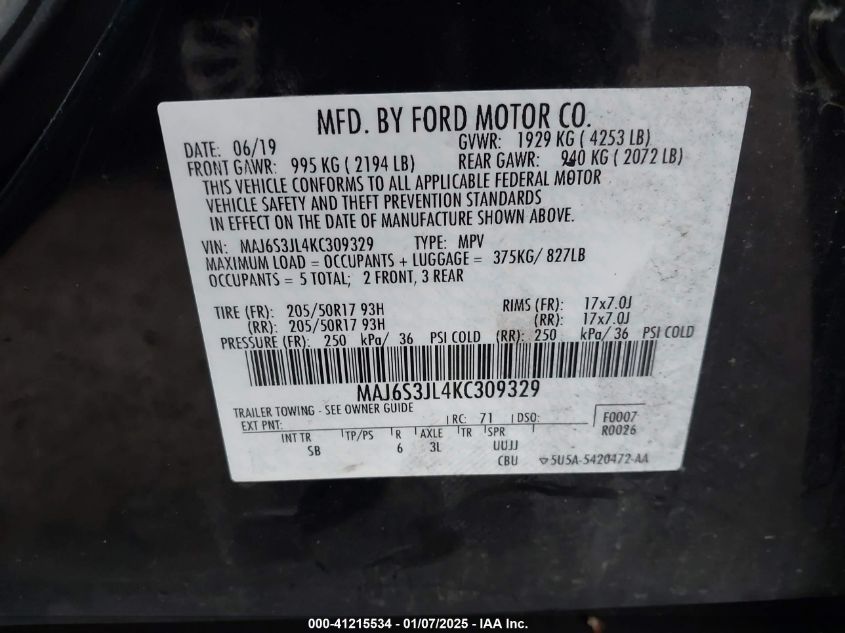 MFD. BY FORD MOTOR CO.
DATE: 06/19 GVWR: 1929 KG ( 4253 LB)
FRONT GAWR: 995 KG ( 2194 LB) REAR GAWR: 940 KG ( 2072 LB)
THIS VEHICLE CONFORMS TO ALL APPLICABLE FEDERAL MOTOR
VEHICLE SAFETY AND THEFT PREVENTION STANDARDS
IN EFFECT ON THE DATE OF MANUFACTURE SHOWN ABOVE.
VIN: MAJ6S3JL4KC309329 TYPE: MPV
MAXIMUM LOAD = OCCUPANTS + LUGGAGE = 375KG/ 827LB
OCCUPANTS = 5 TOTAL; 2 FRONT, 3 REAR
TIRE (FR): 205/50R17 93H RIMS (FR): 17x7.0J
(RR): 205/50R17 93H (RR): 17x7.0J
PRESSURE (FR): 250 kPa/ 36 PSI COLD (RR): 250 kPa/ 36 PSI COLD
MAJ6S3JL4KC309329
TRAILER TOWING - SEE OWNER GUIDE
EXT PNT: RC: 71 DSO: F0007
R0026
INT TR TP/PS R AXLE TR SPR
SB 6 3L UUJJ
CBU 5U5A-5420472-AA
000-41215534 — 01/07/2025 — IAA Inc.